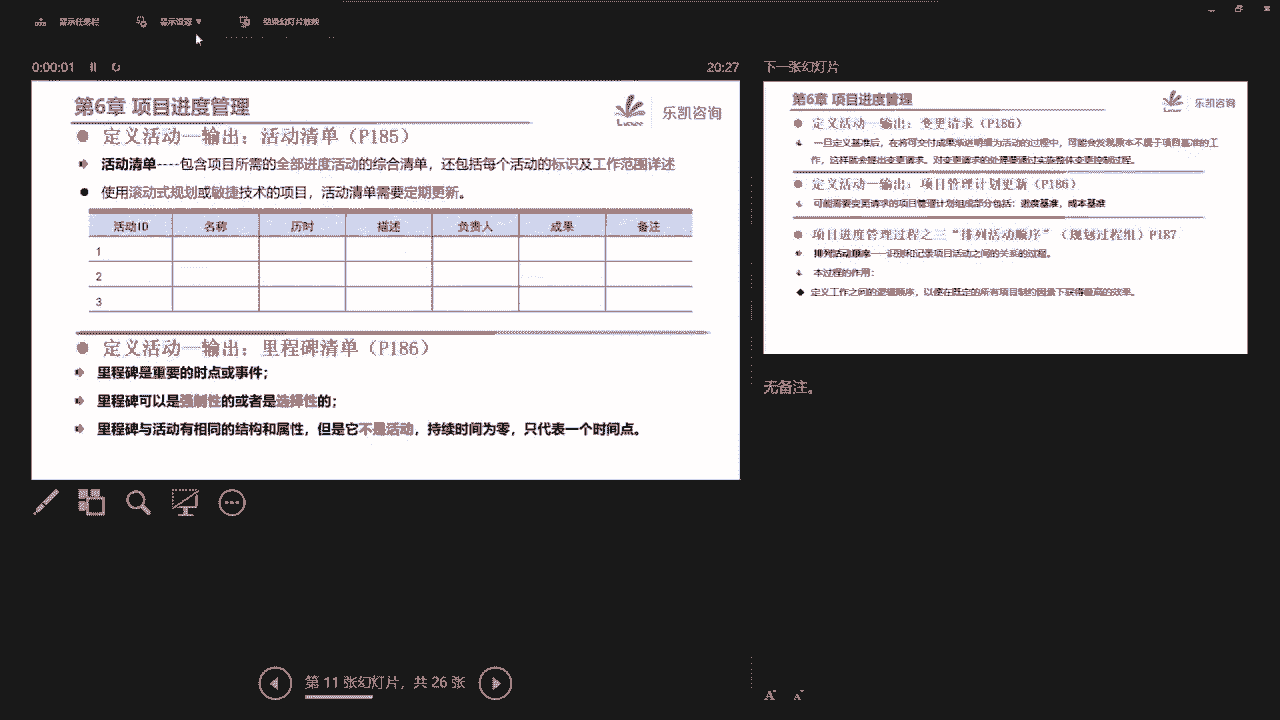 显示任务栏 显示设置 ▼ 结束幻灯片放映
0:00:01
20:27
下一张幻灯片
第6章 项目进度管理
乐凯咨询
定义活动—输出：活动清单（P185）
活动清单----包含项目所需的全部进度活动的综合清单，还包括每个活动的标识及工作范围详述
使用滚动式规划或敏捷技术的项目，活动清单需要定期更新。
活动ID 名称 历时 描述 负责人 成果 备注
1
2
3
定义活动—输出：里程碑清单（P186）
里程碑是重要的时点或事件；
里程碑可以是强制性的或者是选择性的；
里程碑与活动有相同的结构和属性，但是它不是活动，持续时间为零，只代表一个时间点。
第6章 项目进度管理
乐凯咨询
定义活动—输出：变更请求（P186）
一旦定义基准后，在将可交付成果渐进明细为活动的过程中，可能会发现原本不属于项目基准的工
作，这样就会提出变更请求。对变更请求的处理要通过实施整体变更控制过程。
定义活动—输出：项目管理计划更新（P186）
可能需要变更请求的项目管理计划组成部分包括：进度基准，成本基准
项目进度管理过程之三“排列活动顺序”（规划过程组）P187
排列活动顺序----识别和记录项目活动之间的关系的过程。
本过程的作用：
定义工作之间的逻辑顺序，以便在既定的所有项目制约因素下获得最高的效果。
无备注。
第 11 张幻灯片，共 26 张
A A